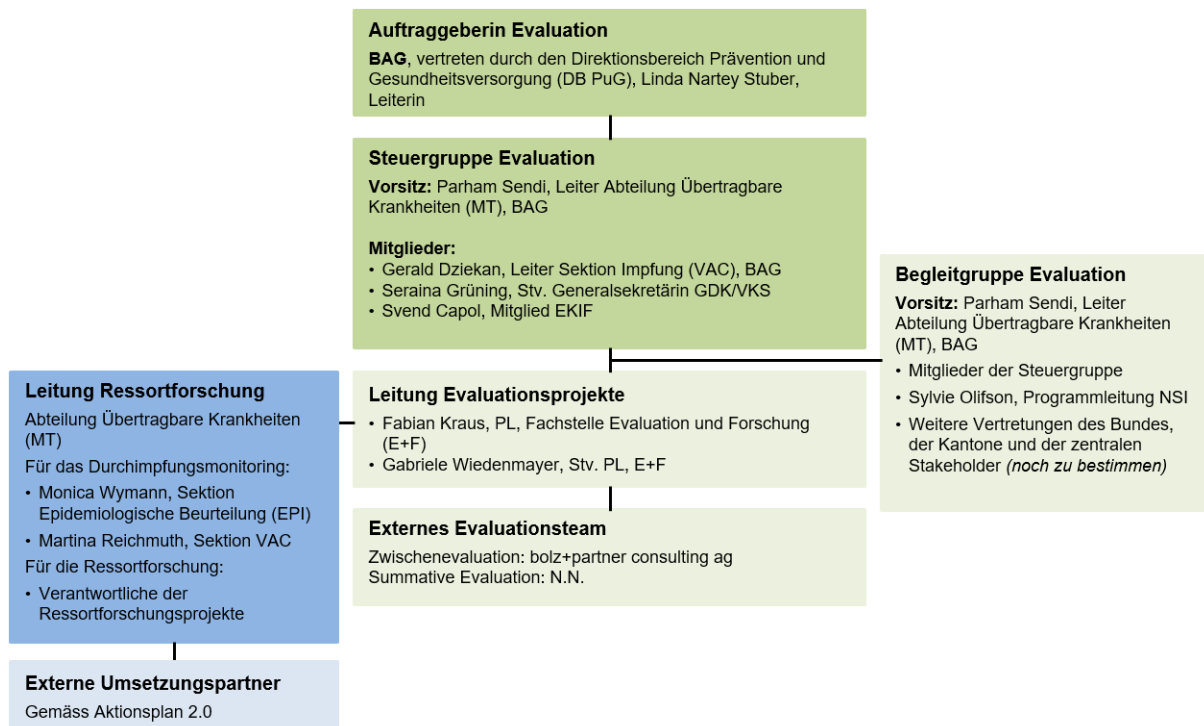 Auftraggeberin Evaluation
BAG, vertreten durch den Direktionsbereich Prävention und
Gesundheitsversorgung (DB PuG), Linda Nartey Stuber,
Leiterin
Steuergruppe Evaluation
Vorsitz: Parham Sendi, Leiter Abteilung Übertragbare
Krankheiten (MT), BAG
Mitglieder:
• Gerald Dziekan, Leiter Sektion Impfung (VAC), BAG
• Seraina Grüning, Stv. Generalsekretärin GDK/VKS
• Svend Capol, Mitglied EKIF
Begleitgruppe Evaluation
Vorsitz: Parham Sendi, Leiter
Abteilung Übertragbare Krankheiten
(MT), BAG
• Mitglieder der Steuergruppe
• Sylvie Olifson, Programmleitung NSI
• Weitere Vertretungen des Bundes,
der Kantone und der zentralen
Stakeholder (noch zu bestimmen)
Leitung Ressortforschung
Abteilung Übertragbare Krankheiten
(MT)
Für das Durchimpfungsmonitoring:
• Monica Wymann, Sektion
Epidemiologische Beurteilung (EPI)
• Martina Reichmuth, Sektion VAC
Für die Ressortforschung:
• Verantwortliche der
Ressortforschungsprojekte
Leitung Evaluationsprojekte
• Fabian Kraus, PL, Fachstelle Evaluation und Forschung
(E+F)
• Gabriele Wiedenmayer, Stv. PL, E+F
Externes Evaluationsteam
Zwischenevaluation: bolz+partner consulting ag
Summative Evaluation: N.N.
Externe Umsetzungspartner
Gemäss Aktionsplan 2.0